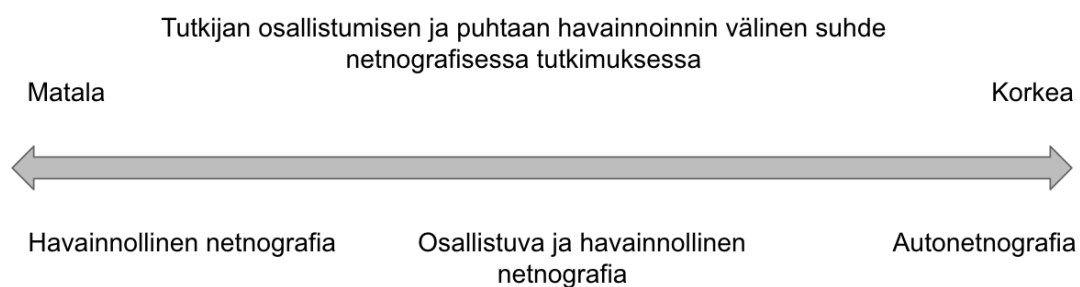 Tutkijan osallistumisen ja puhtaan havainnoinnin välinen suhde
netnografisessa tutkimuksessa
Matala
Korkea
Havainnollinen netnografia
Osallistuva ja havainnollinen
netnografia
Autonetnografia